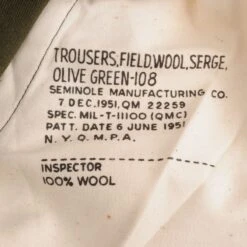 TROUSERS, FIELD, WOOL, SERGE,
OLIVE GREEN-108
SEMINOLE MANUFACTURING CO.
7 DEC. 1951, QM 22259
SPEC. MIL-T-11100 (QMC)
PATT. DATE 6 JUNE 1951
N.Y.Q.M.P.A.
INSPECTOR
100% WOOL